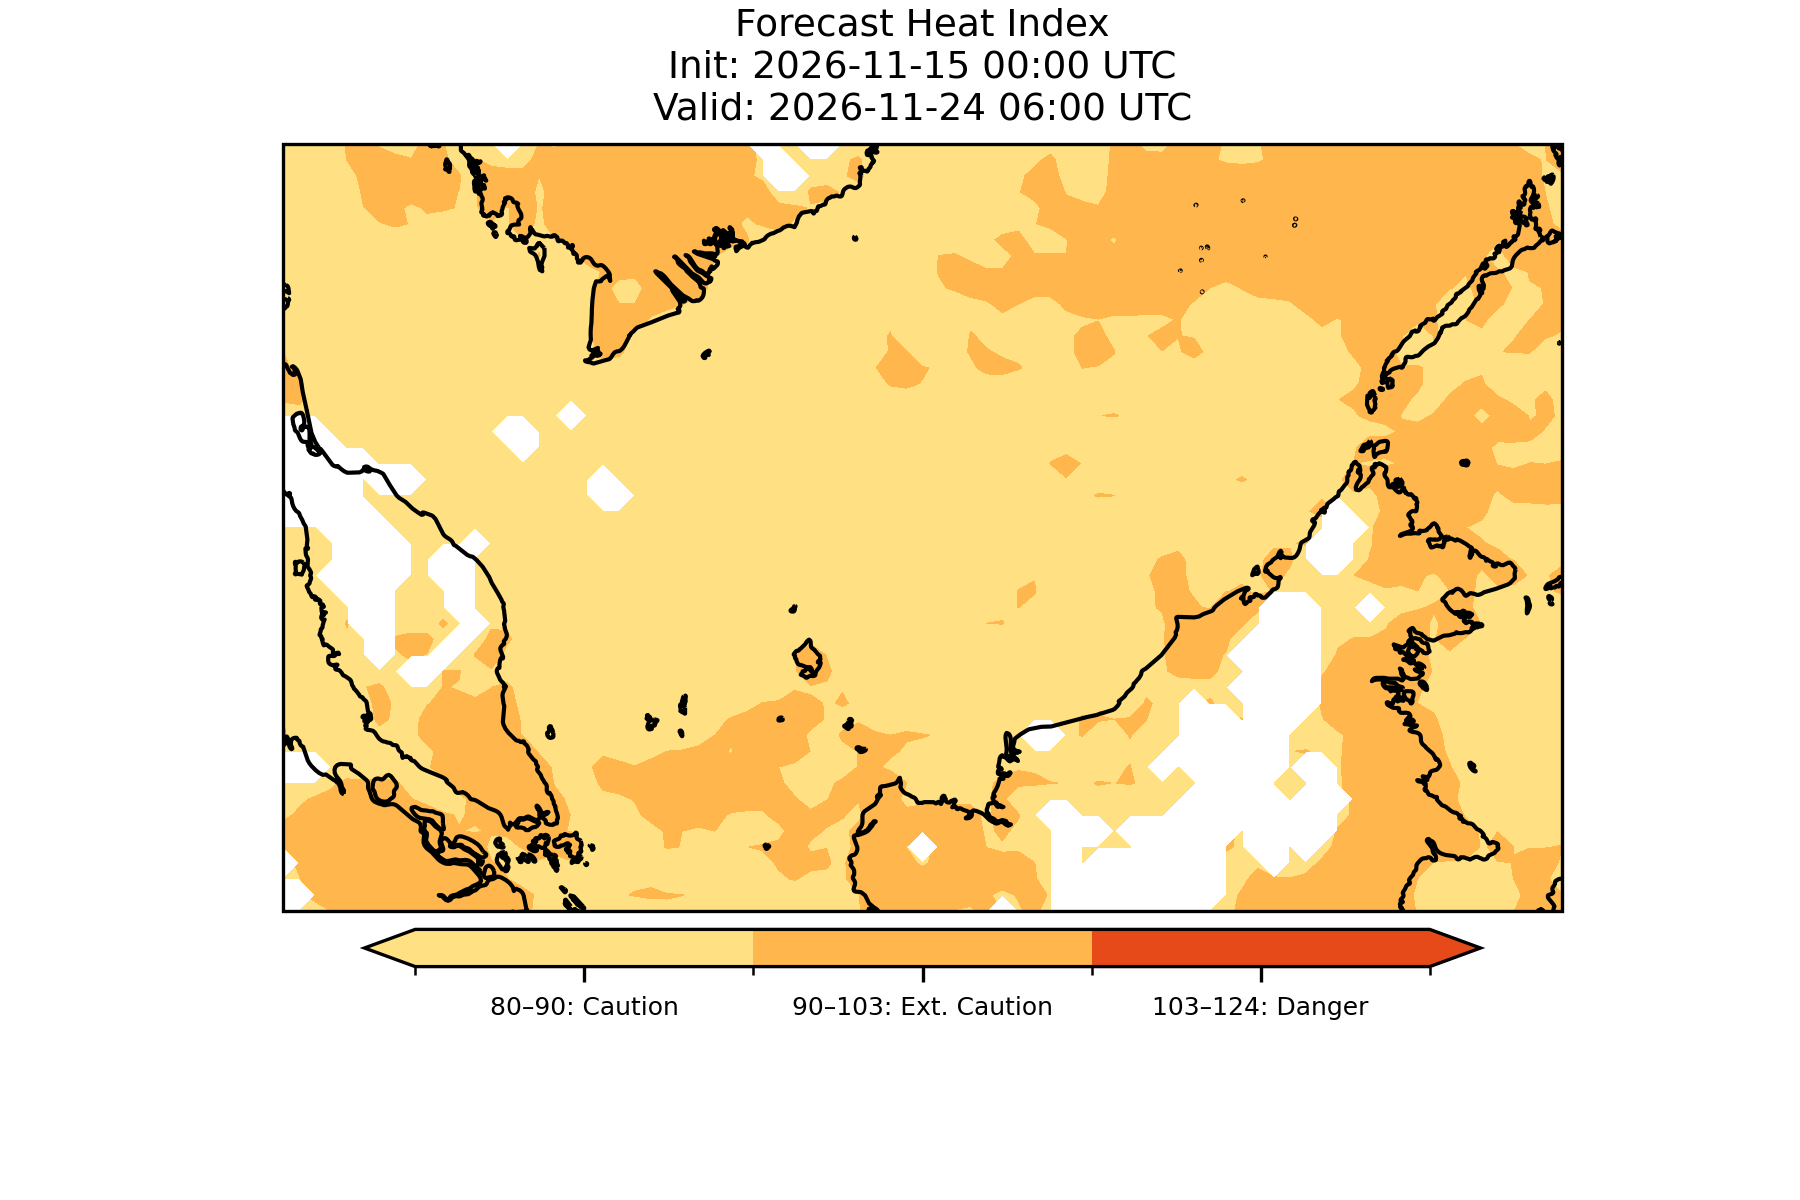 Forecast Heat Index
Init: 2026-11-15 00:00 UTC
Valid: 2026-11-24 06:00 UTC
80–90: Caution
90–103: Ext. Caution
103–124: Danger